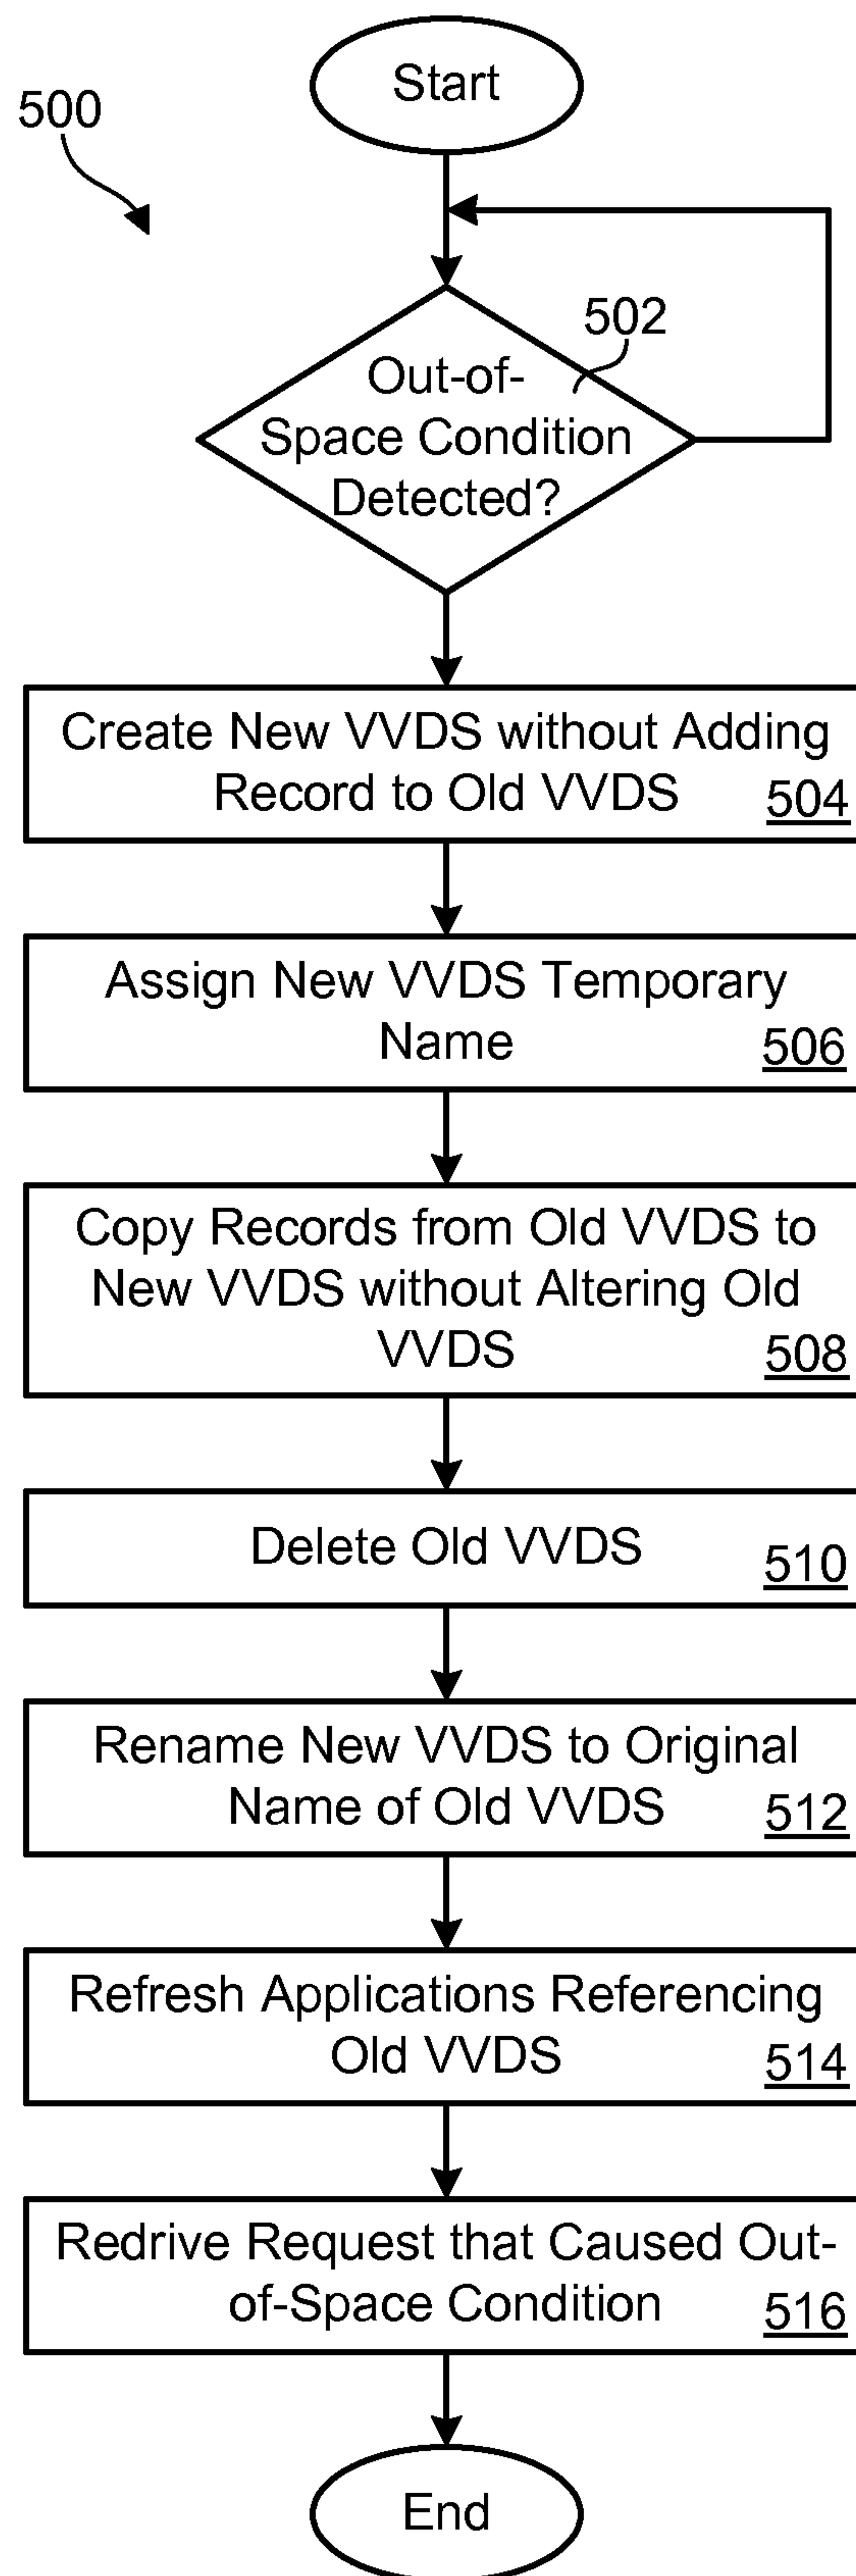 Start
500
502
Out-of-
Space Condition
Detected?
Create New VVDS without Adding
Record to Old VVDS
504
Assign New VVDS Temporary
Name
506
Copy Records from Old VVDS to
New VVDS without Altering Old
VVDS
508
Delete Old VVDS
510
Rename New VVDS to Original
Name of Old VVDS
512
Refresh Applications Referencing
Old VVDS
514
Redrive Request that Caused Out-
of-Space Condition
516
End